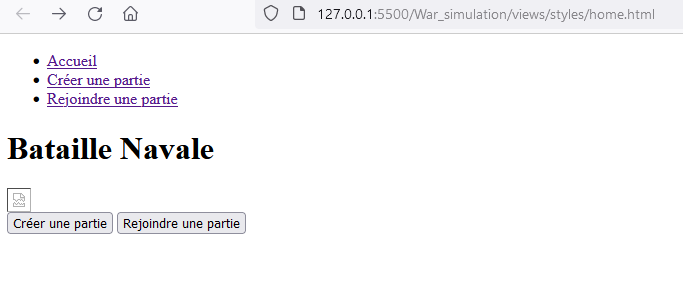 127.0.0.1:5500/War_simulation/views/styles/home.html
Accueil
Créer une partie
Rejoindre une partie
Bataille Navale
Créer une partie Rejoindre une partie